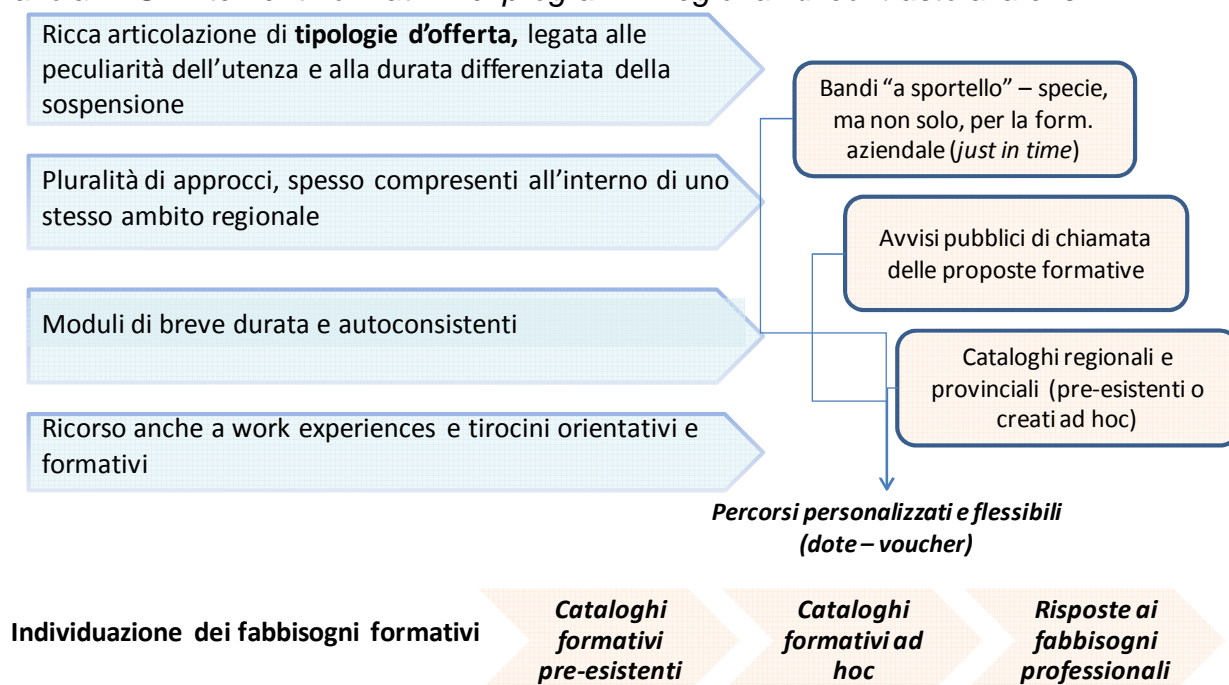 Ricca articolazione di tipologie d'offerta, legata alle
peculiarità dell'utenza e alla durata differenziata della
sospensione
Bandi "a sportello" – specie,
ma non solo, per la form.
aziendale (just in time)
Pluralità di approcci, spesso compresenti all'interno di uno
stesso ambito regionale
Avvisi pubblici di chiamata
delle proposte formative
Moduli di breve durata e autoconsistenti
Cataloghi regionali e
provinciali (pre-esistenti o
creati ad hoc)
Ricorso anche a work experiences e tirocini orientativi e
formativi
Percorsi personalizzati e flessibili
(dote – voucher)
Individuazione dei fabbisogni formativi
Cataloghi
formativi
pre-esistenti
Cataloghi
formativi ad
hoc
Risposte ai
fabbisogni
professionali